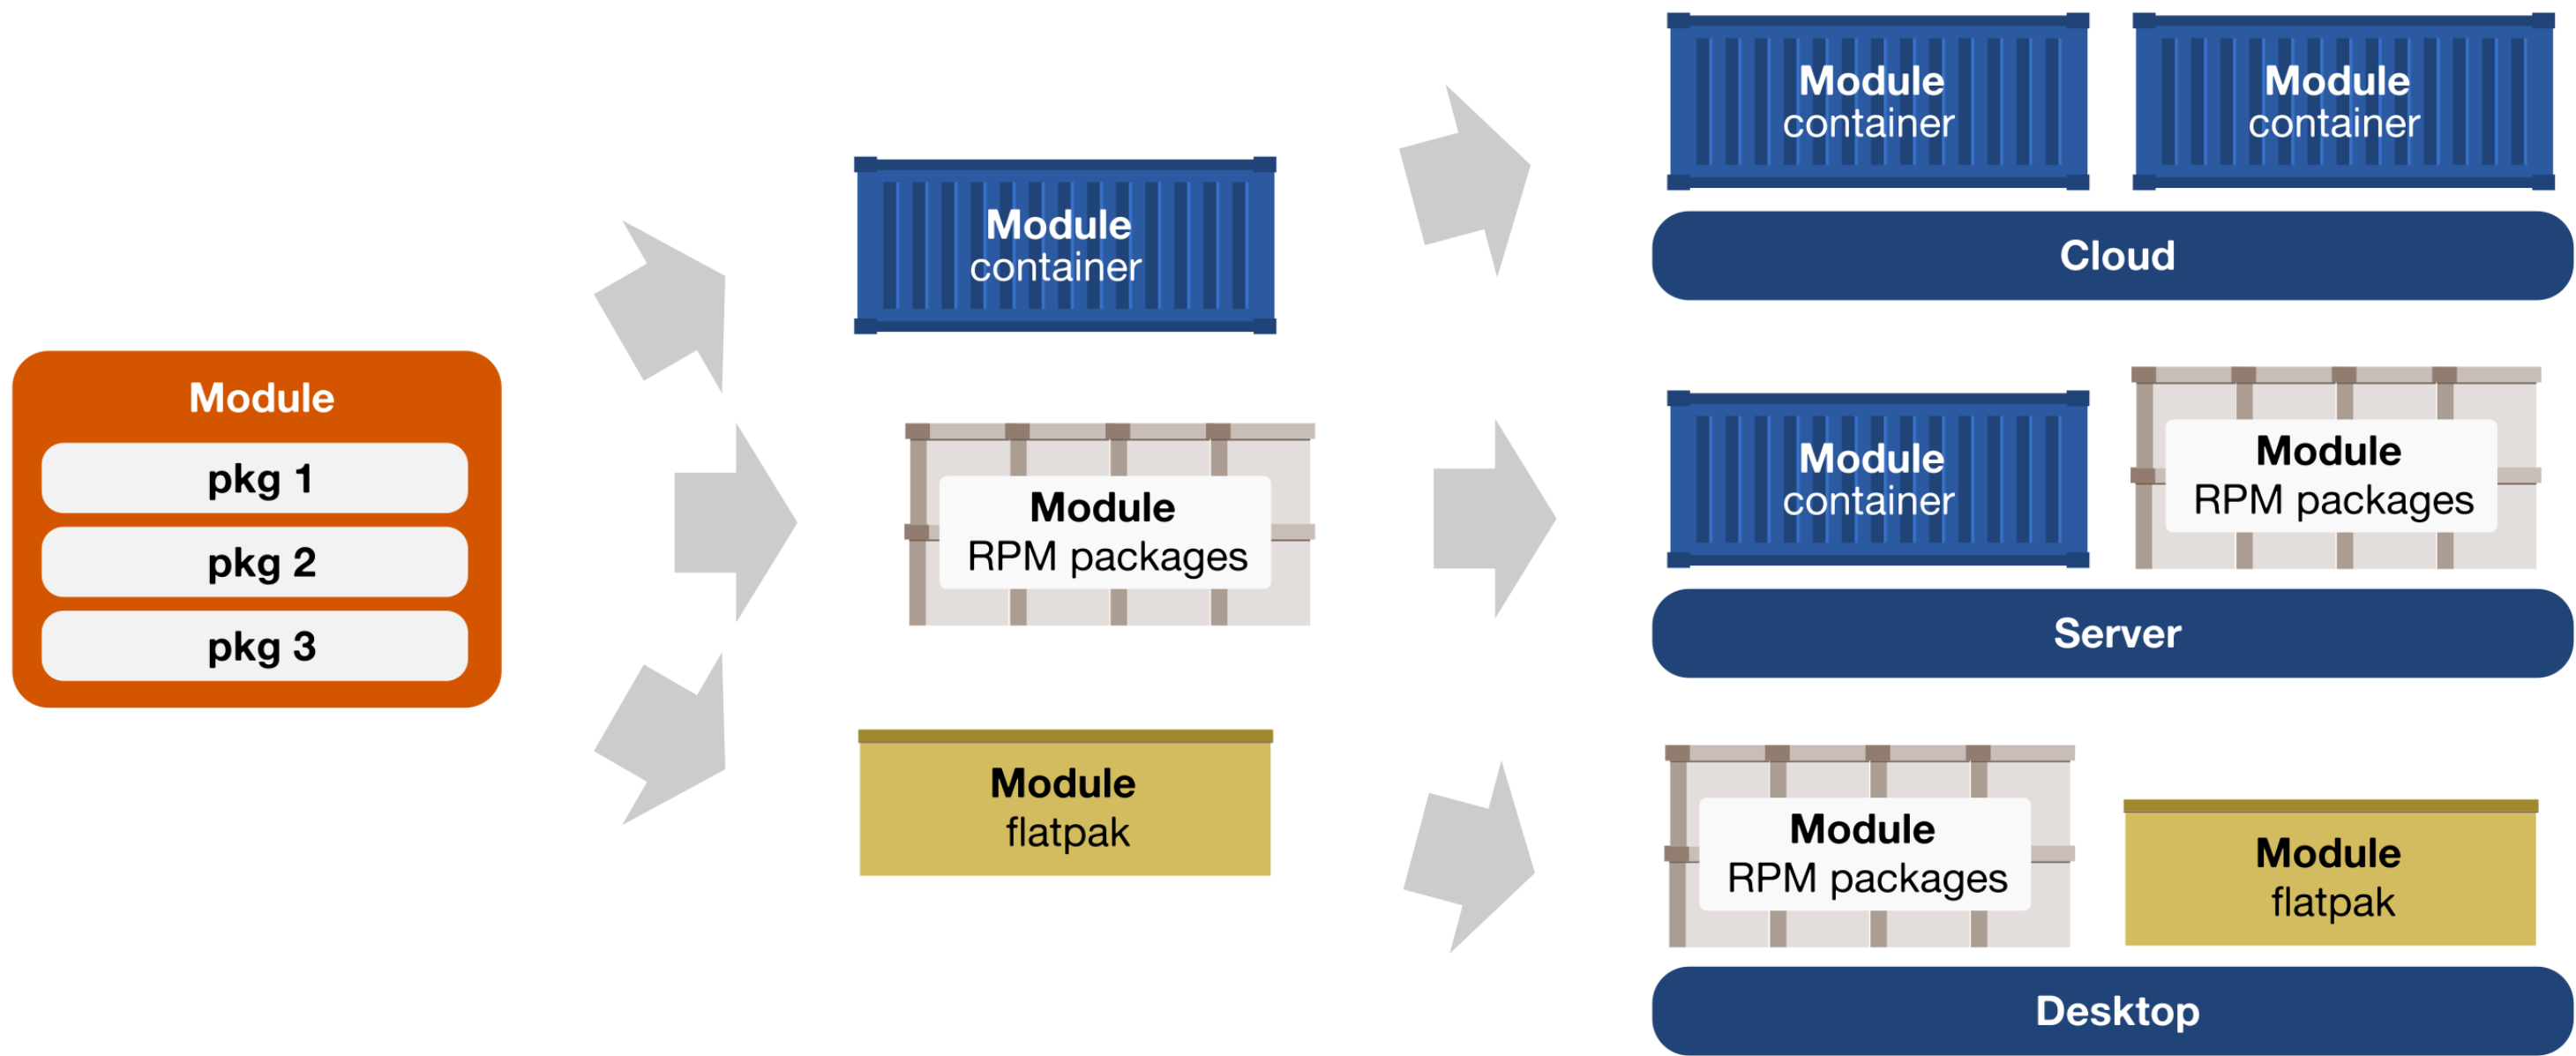 Module
pkg 1
pkg 2
pkg 3
Module
container
Module
RPM packages
Module
flatpak
Module
container
Module
container
Cloud
Module
container
Module
RPM packages
Server
Module
RPM packages
Module
flatpak
Desktop